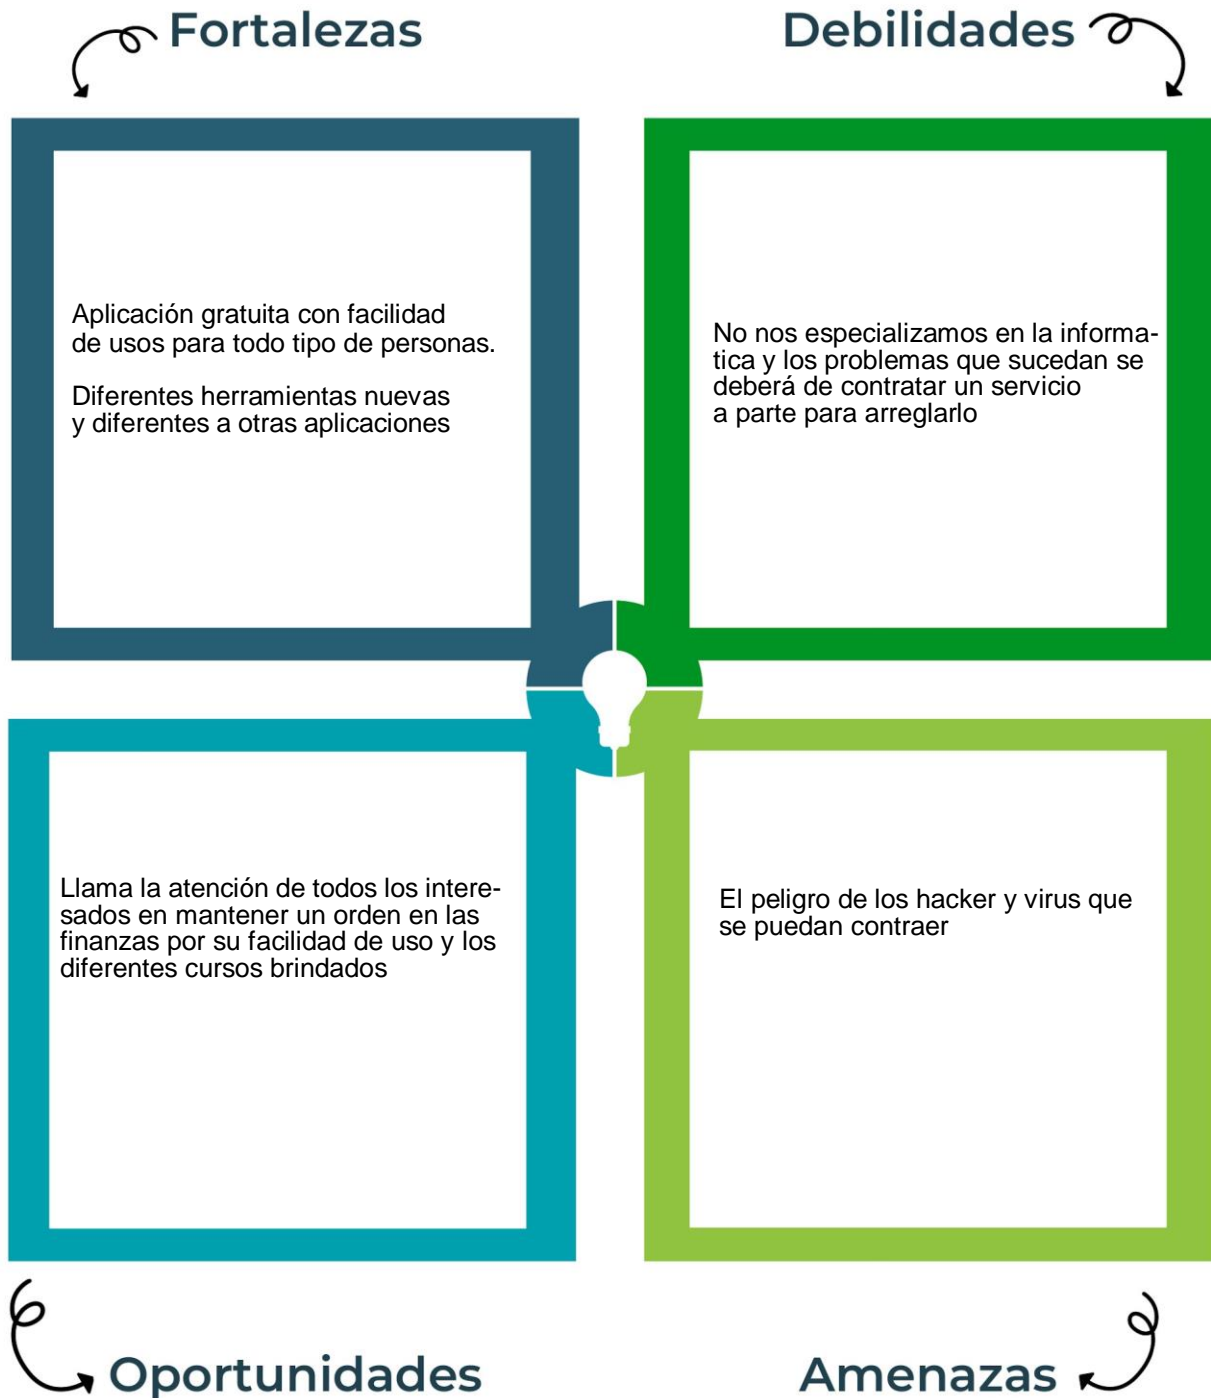 Fortalezas
Debilidades
Aplicación gratuita con facilidad
de usos para todo tipo de personas.
Diferentes herramientas nuevas
y diferentes a otras aplicaciones
No nos especializamos en la informa-
tica y los problemas que sucedan se
deberá de contratar un servicio
a parte para arreglarlo
Llama la atención de todos los intere-
sados en mantener un orden en las
finanzas por su facilidad de uso y los
diferentes cursos brindados
El peligro de los hacker y virus que
se puedan contraer
Oportunidades
Amenazas